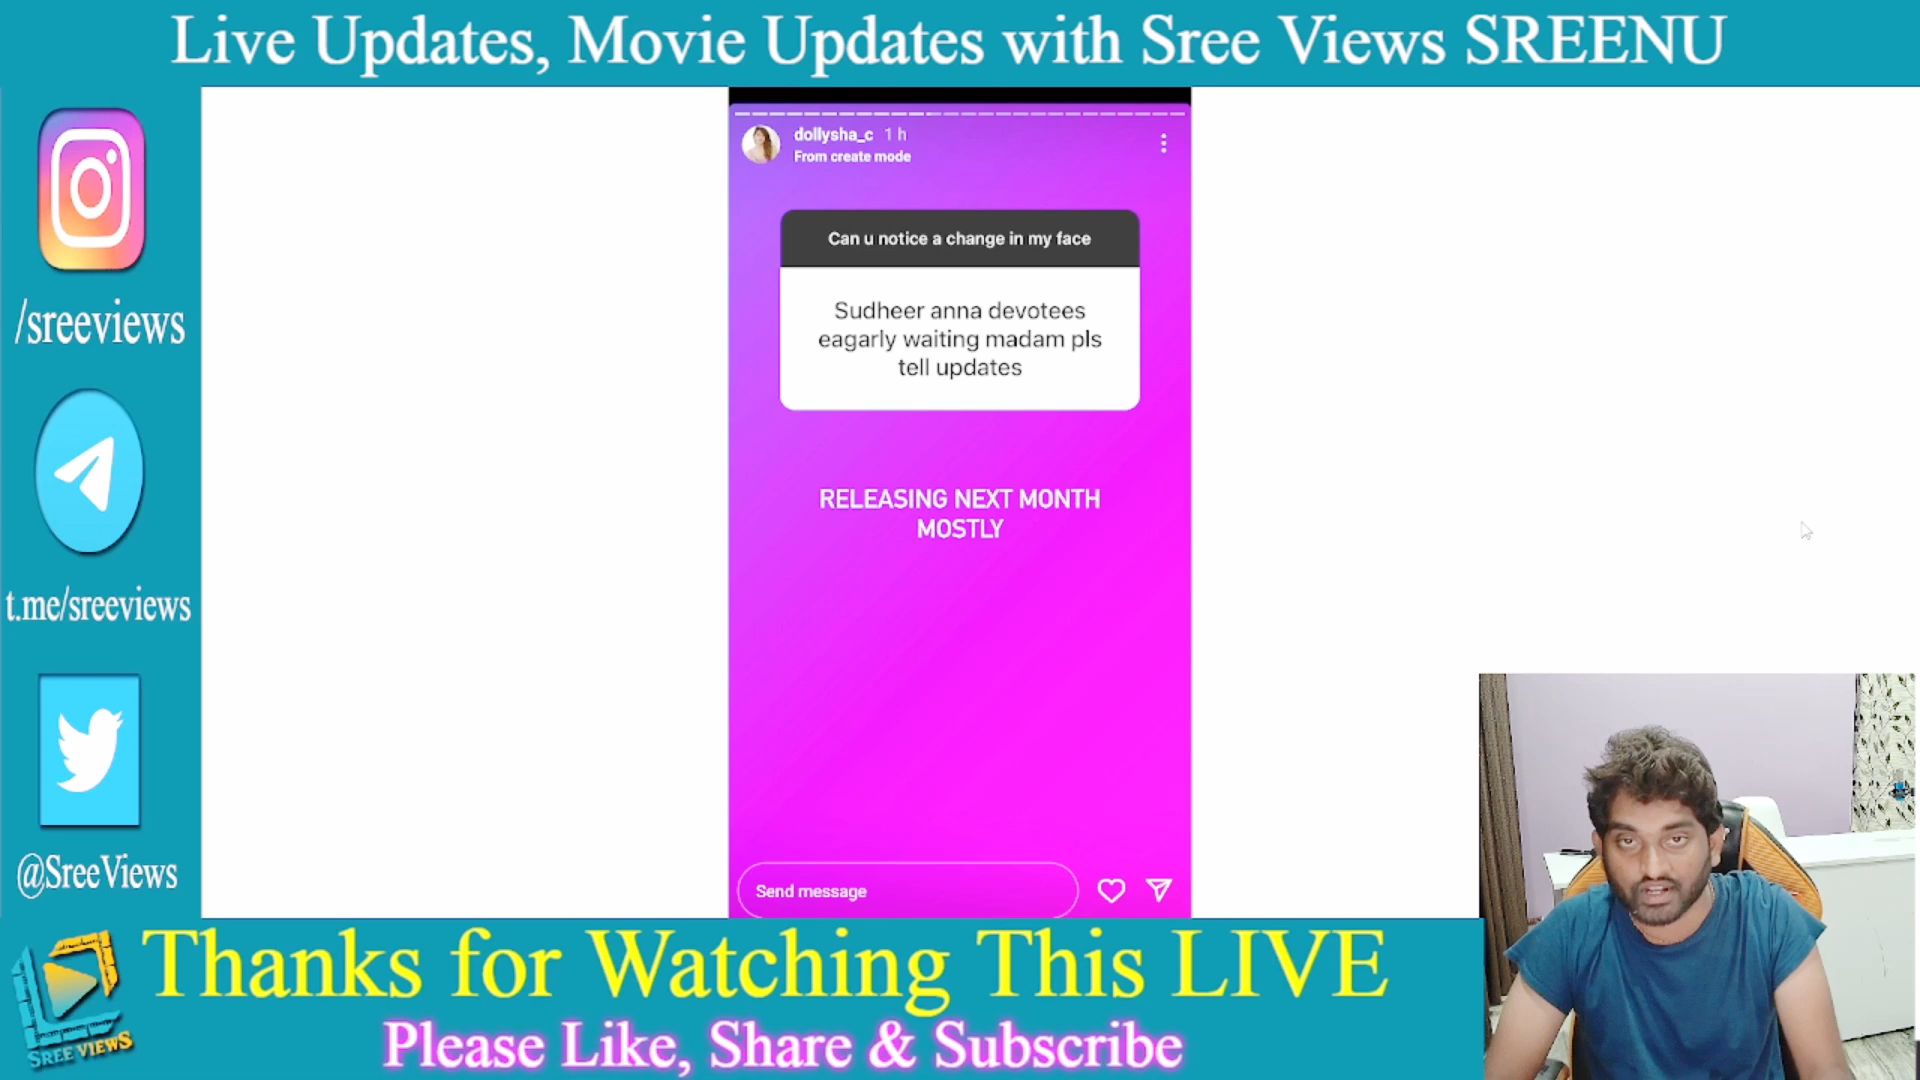 Live Updates, Movie Updates with Sree Views SREENU
dollysha_c 1 h
From create mode
Can u notice a change in my face
Sudheer anna devotees
eagarly waiting madam pls
tell updates
RELEASING NEXT MONTH
MOSTLY
Send message
/sreeviews
t.me/sreeviews
@SreeViews
Thanks for Watching This LIVE
Please Like, Share & Subscribe
SREE VIEWS